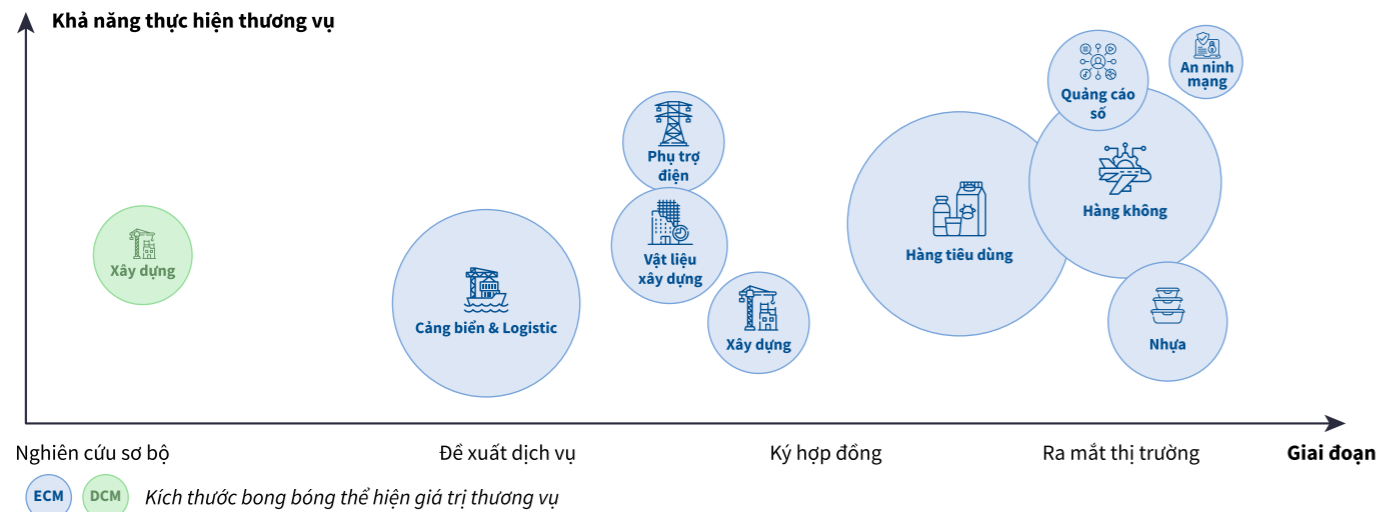 Khả năng thực hiện thương vụ
An ninh
mạng
Quảng cáo
số
Phụ trợ
điện
Hàng không
Hàng tiêu dùng
Vật liệu
xây dựng
Xây dựng
Cảng biển & Logistic
Xây dựng
Nhựa
Nghiên cứu sơ bộ
Đề xuất dịch vụ
Ký hợp đồng
Ra mắt thị trường
Giai đoạn
ECM
DCM
Kích thước bong bóng thể hiện giá trị thương vụ